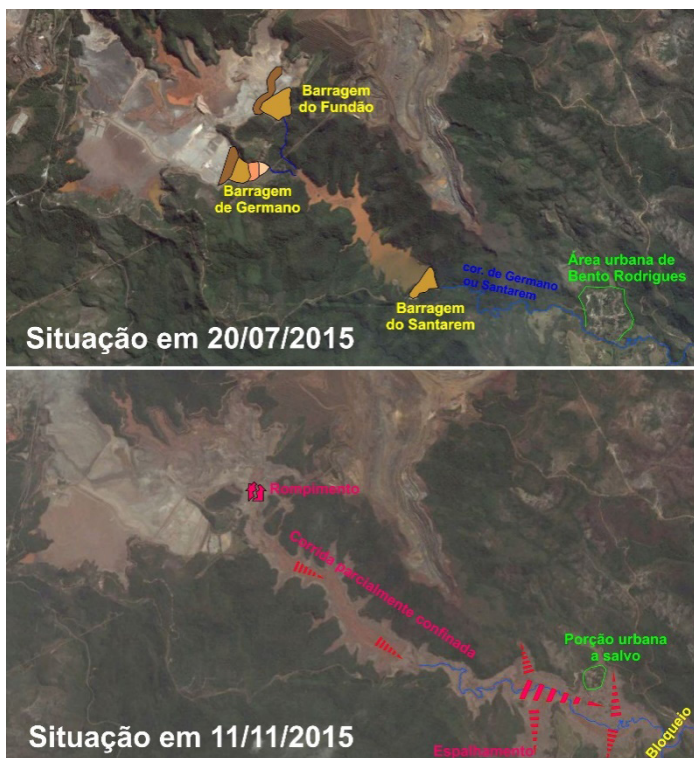 Barragem
do Fundão
Barragem
de Germano
cor. de Germano
ou Santarem
Área urbana de
Bento Rodrigues
Barragem
do Santarem
Situação em 20/07/2015
Rompimento
Corrida parcialmente confinada
Porção urbana
a salvo
Bloqueio
Espalhamento
Situação em 11/11/2015